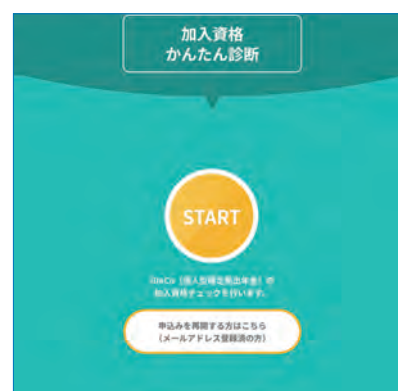 加入資格
かんたん診断
START
iDeCo（個人型確定拠出年金）の
加入資格チェックを行います。
申込みを再開する方はこちら
（メールアドレス登録済の方）